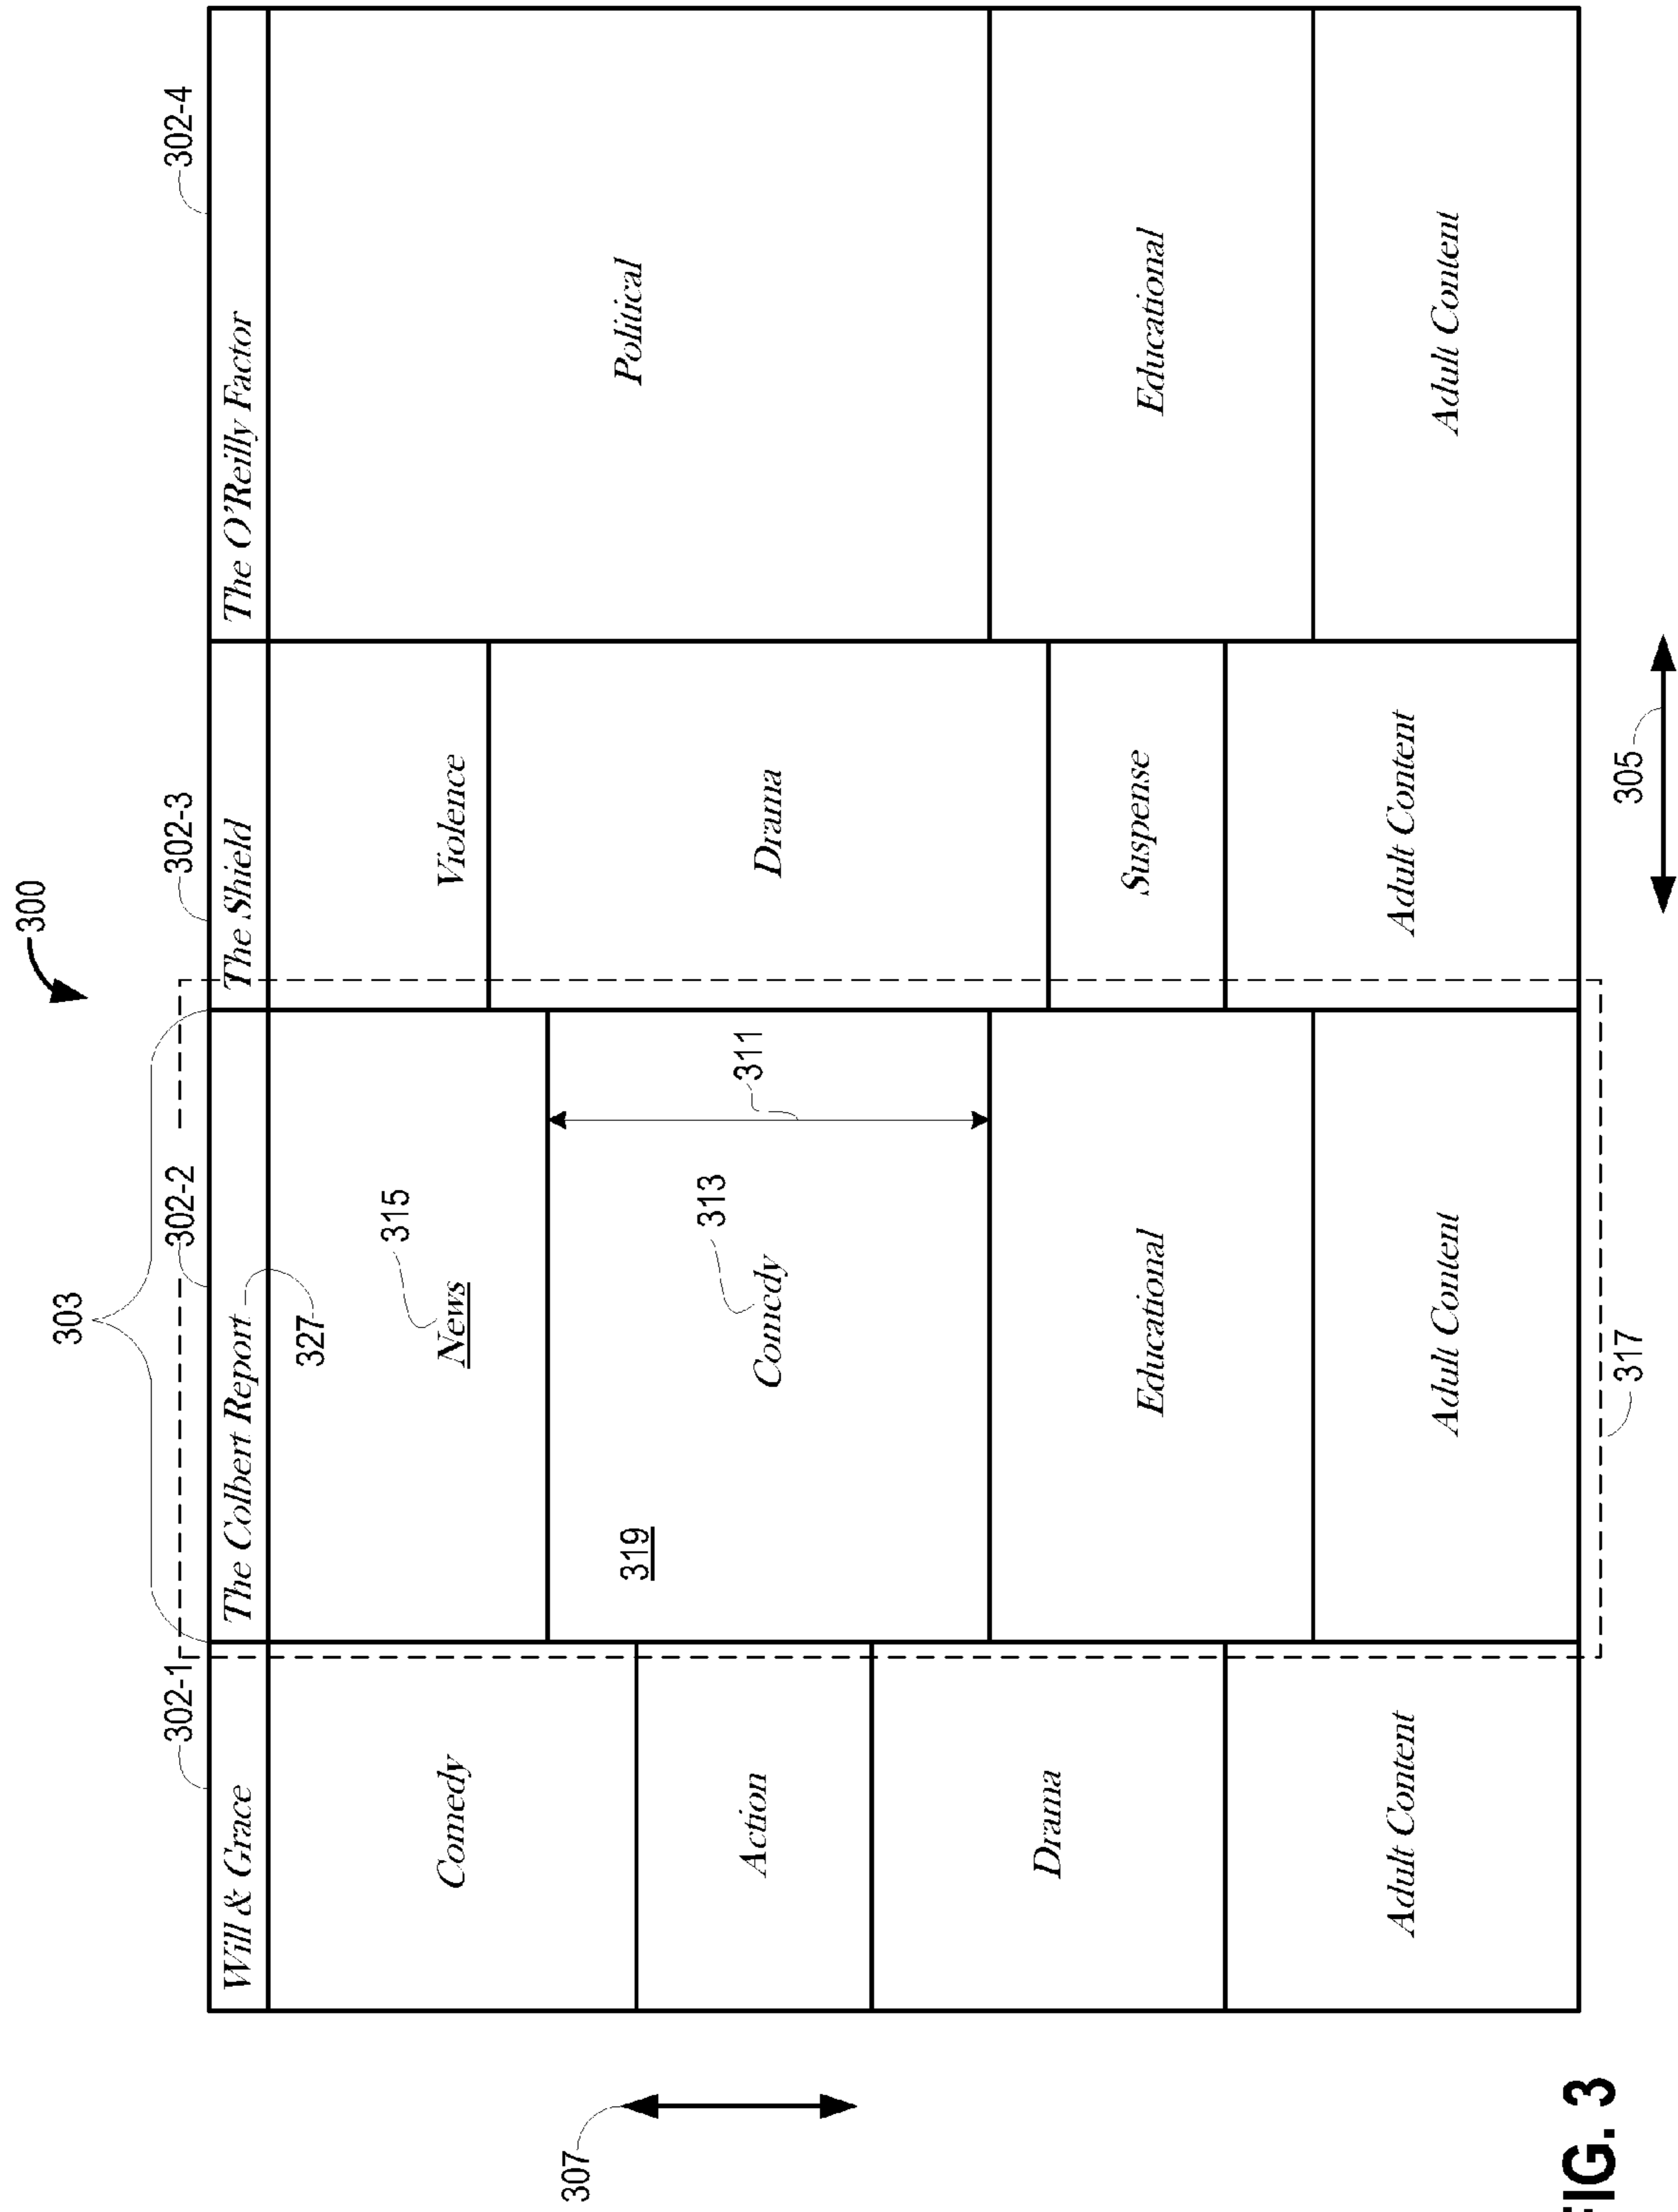 300
303
302-1
302-2
302-3
302-4
Will & Grace
The Colbert Report
The Shield
The O'Reilly Factor
327
315
Comedy
News
Violence
307
319
Political
313
311
Action
Comedy
Drama
Drama
Suspense
Educational
Educational
Adult Content
Adult Content
Adult Content
Adult Content
317
305
FIG. 3